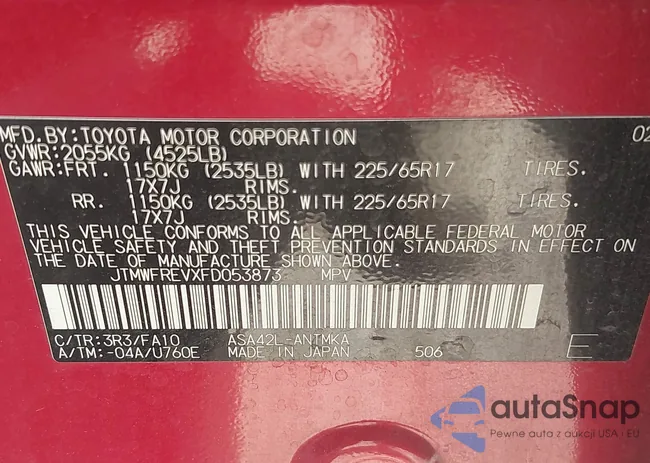 MFD. BY: TOYOTA MOTOR CORPORATION 02
GVWR: 2055KG (4525LB)
GAWR: FRT. 1150KG (2535LB) WITH 225/65R17 TIRES.
17X7J RIMS.
RR. 1150KG (2535LB) WITH 225/65R17 TIRES.
17X7J RIMS.
THIS VEHICLE CONFORMS TO ALL APPLICABLE FEDERAL MOTOR
VEHICLE SAFETY AND THEFT PREVENTION STANDARDS IN EFFECT ON
THE DATE OF MANUFACTURE SHOWN ABOVE.
JTMWFREVXFD053873 MPV
C/TR: 3R3/FA10 ASA42L-ANTMKA
A/TM: -04A/U760E MADE IN JAPAN 506 E
autoSnap
Pewne auta z aukcji USA i EU